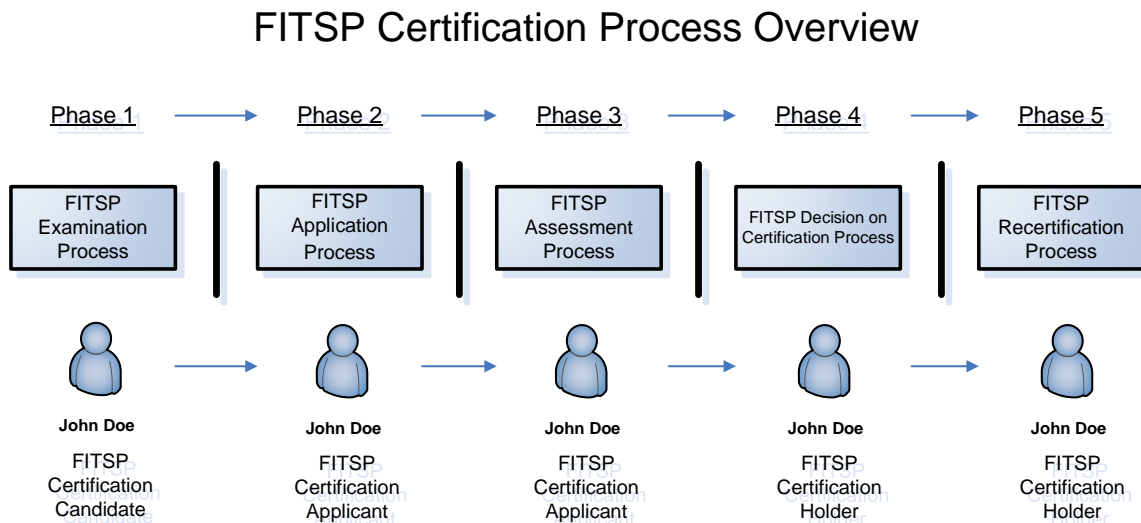 FITSP Certification Process Overview
Phase 1
Phase 2
Phase 3
Phase 4
Phase 5
FITSP
Examination
Process
FITSP
Application
Process
FITSP
Assessment
Process
FITSP Decision on
Certification Process
FITSP
Recertification
Process
John Doe
FITSP
Certification
Candidate
John Doe
FITSP
Certification
Applicant
John Doe
FITSP
Certification
Applicant
John Doe
FITSP
Certification
Holder
John Doe
FITSP
Certification
Holder